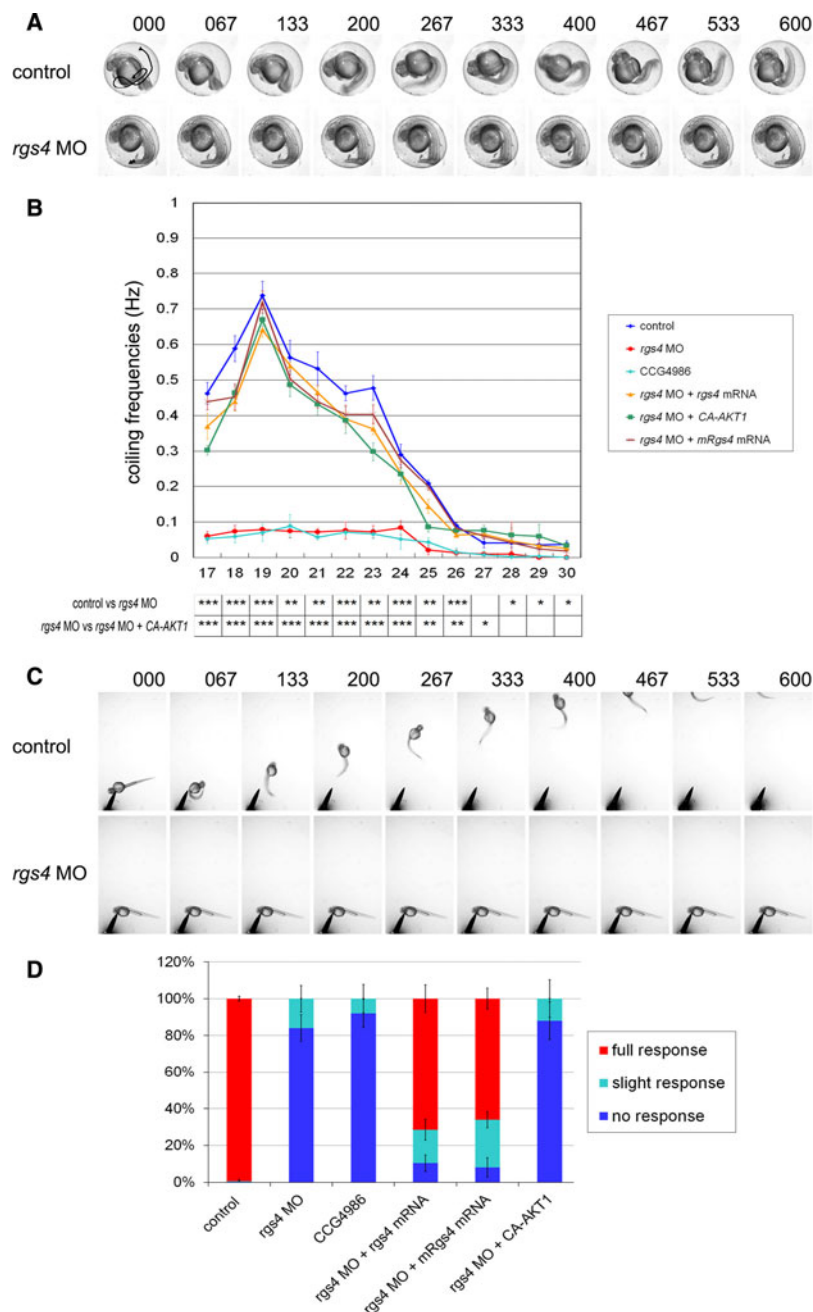 A
000 067 133 200 267 333 400 467 533 600
control
rgs4 MO
B
coiling frequencies (Hz)
1
0.9
0.8
0.7
0.6
0.5
0.4
0.3
0.2
0.1
0
17 18 19 20 21 22 23 24 25 26 27 28 29 30
control
rgs4 MO
CCG4986
rgs4 MO + rgs4 mRNA
rgs4 MO + CA-AKT1
rgs4 MO + mRgs4 mRNA
control vs rgs4 MO *** *** *** ** ** *** ** *** ** *** * * *
rgs4 MO vs rgs4 MO + CA-AKT1 *** *** *** *** *** *** *** *** ** ** *
C
000 067 133 200 267 333 400 467 533 600
control
rgs4 MO
D
120%
100%
80%
60%
40%
20%
0%
control
rgs4 MO
CCG4986
rgs4 MO + rgs4 mRNA
rgs4 MO + mRgs4 mRNA
rgs4 MO + CA-AKT1
full response
slight response
no response